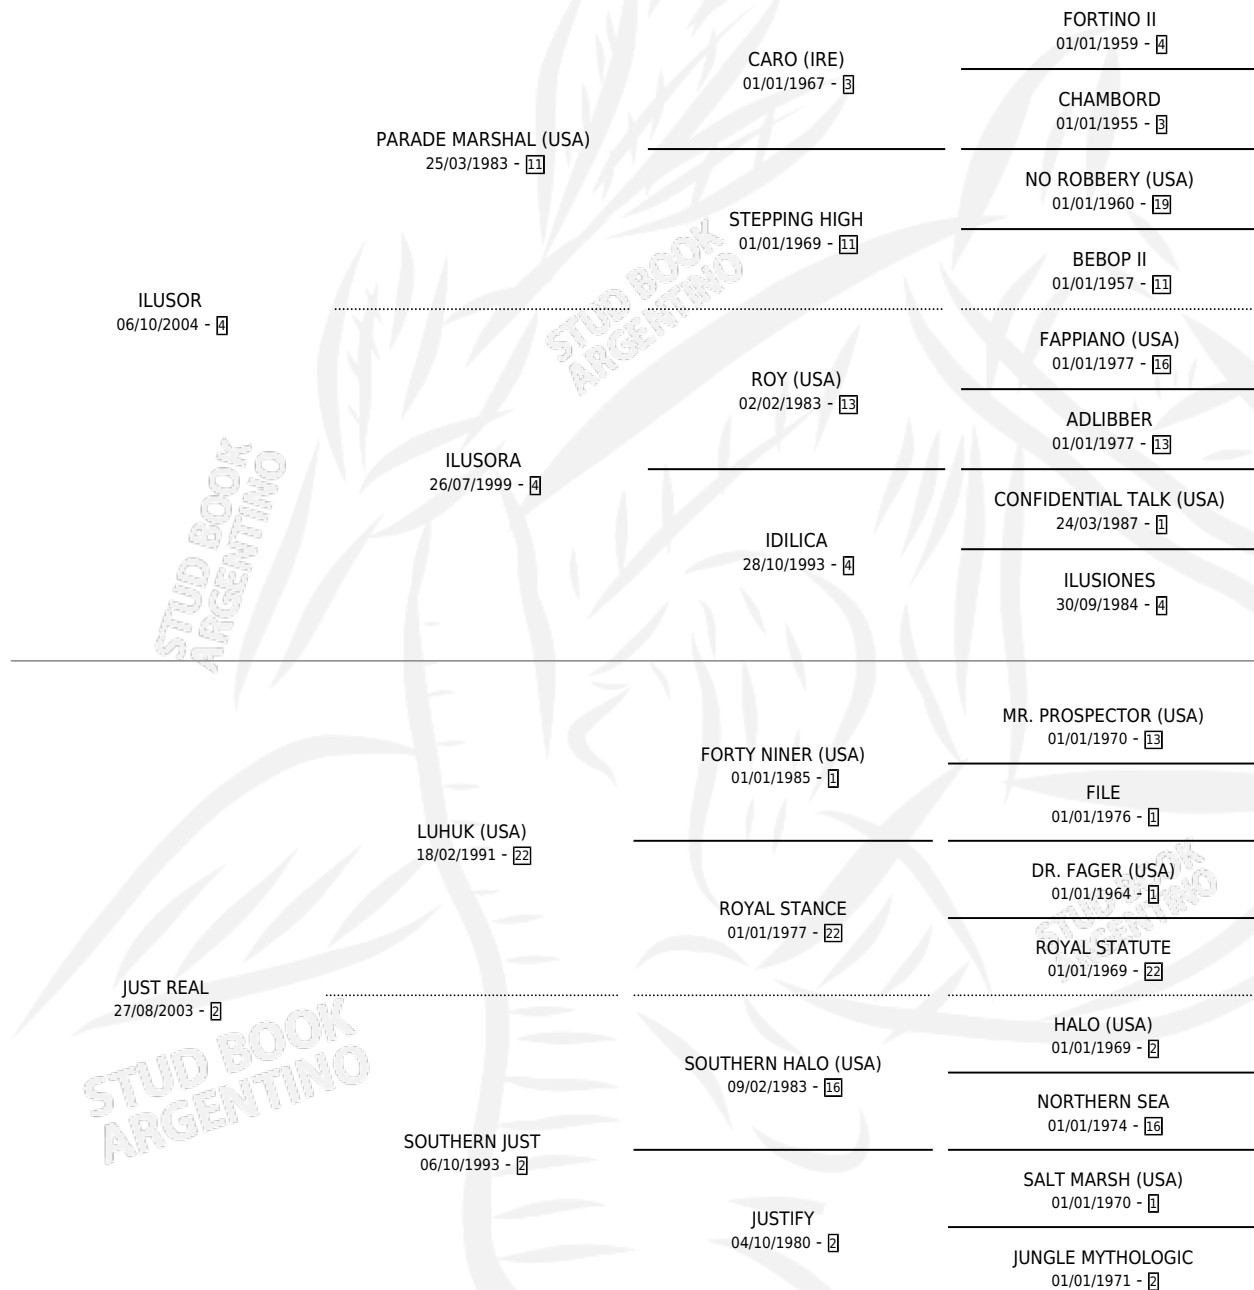 FORTINO II
01/01/1959 - 4
CARO (IRE)
01/01/1967 - 3
CHAMBORD
01/01/1955 - 3
PARADE MARSHAL (USA)
25/03/1983 - 11
NO ROBBERY (USA)
01/01/1960 - 19
STEPPING HIGH
01/01/1969 - 11
BEBOP II
01/01/1957 - 11
ILUSOR
06/10/2004 - 4
FAPPIANO (USA)
01/01/1977 - 16
ROY (USA)
02/02/1983 - 13
ADLIBBER
01/01/1977 - 13
ILUSORA
26/07/1999 - 4
CONFIDENTIAL TALK (USA)
24/03/1987 - 1
IDILICA
28/10/1993 - 4
ILUSIONES
30/09/1984 - 4
MR. PROSPECTOR (USA)
01/01/1970 - 13
FORTY NINER (USA)
01/01/1985 - 1
FILE
01/01/1976 - 1
LUHUK (USA)
18/02/1991 - 22
DR. FAGER (USA)
01/01/1964 - 1
ROYAL STANCE
01/01/1977 - 22
ROYAL STATUTE
01/01/1969 - 22
JUST REAL
27/08/2003 - 2
HALO (USA)
01/01/1969 - 2
SOUTHERN HALO (USA)
09/02/1983 - 16
NORTHERN SEA
01/01/1974 - 16
SOUTHERN JUST
06/10/1993 - 2
SALT MARSH (USA)
01/01/1970 - 1
JUSTIFY
04/10/1980 - 2
JUNGLE MYTHOLOGIC
01/01/1971 - 2
STUD BOOK
ARGENTINO
STUD BOOK
ARGENTINO
STUD BOOK
ARGENTINO
STUD BOOK
ARGENTINO